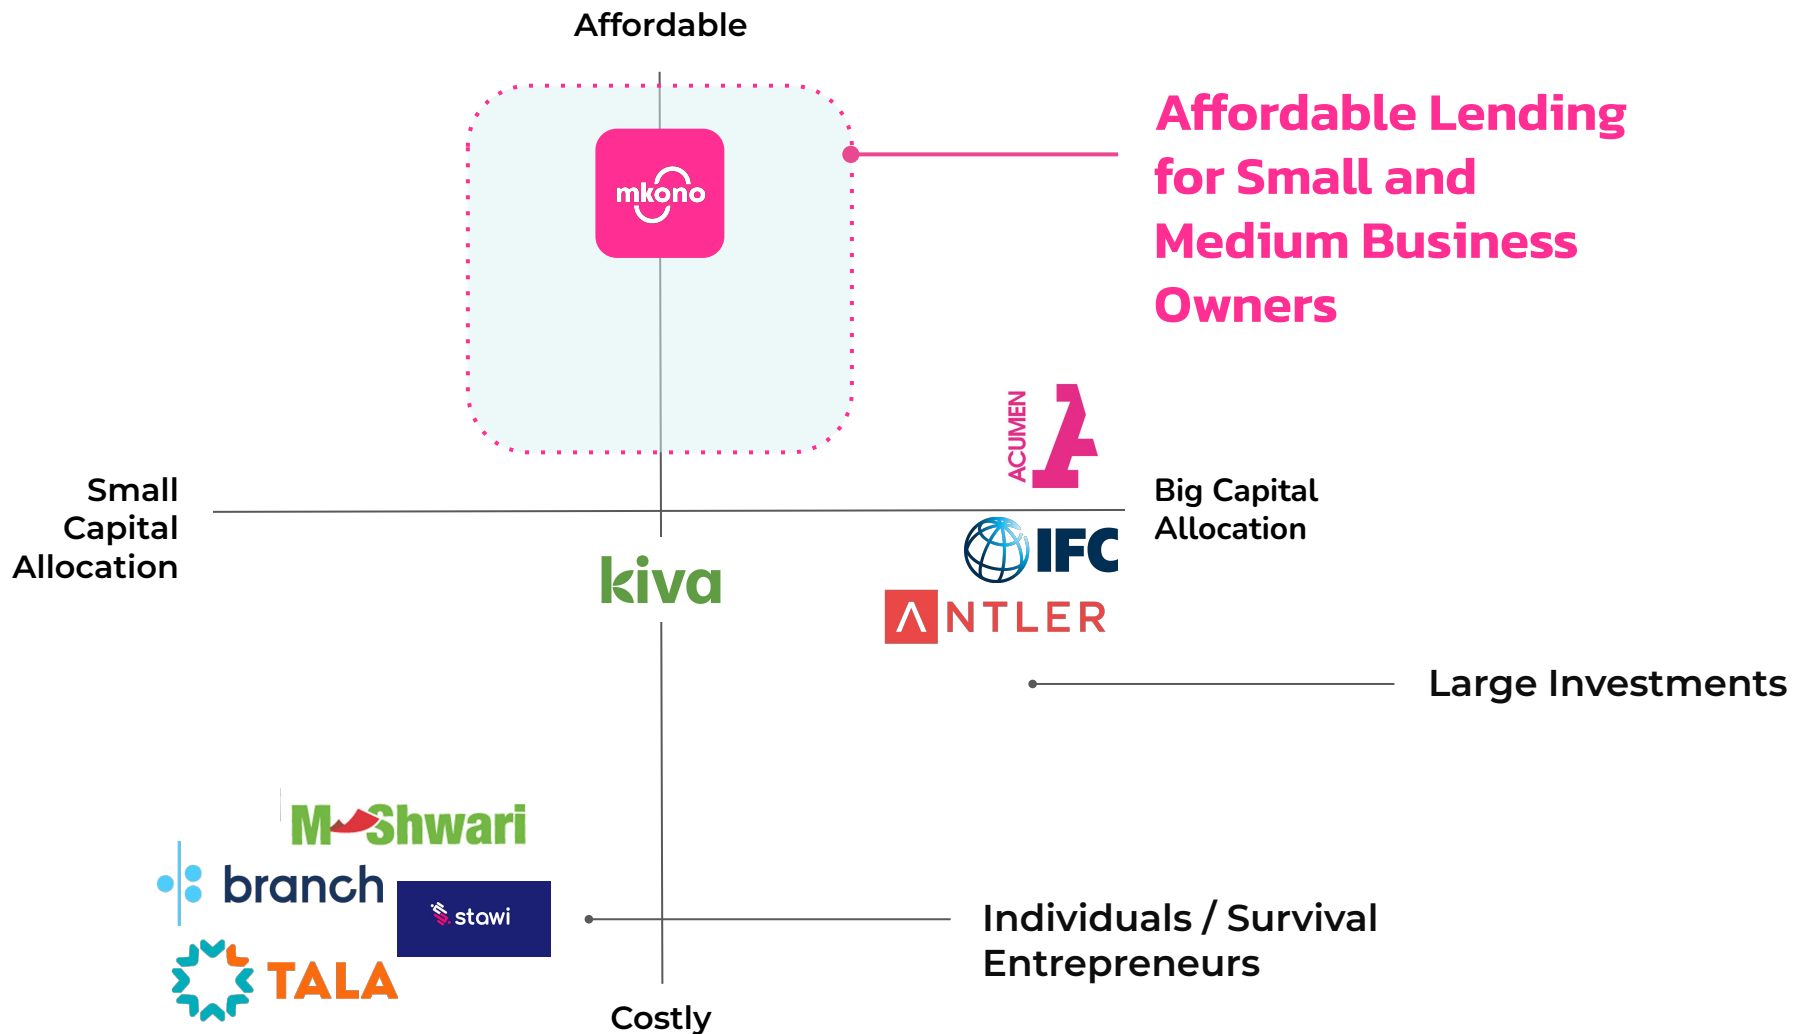 Affordable
mkono
Affordable Lending
for Small and
Medium Business
Owners
ACUMEN
Small
Capital
Allocation
Big Capital
Allocation
IFC
kiva
ANTLER
Large Investments
M-Shwari
branch
stawi
TALA
Individuals / Survival
Entrepreneurs
Costly